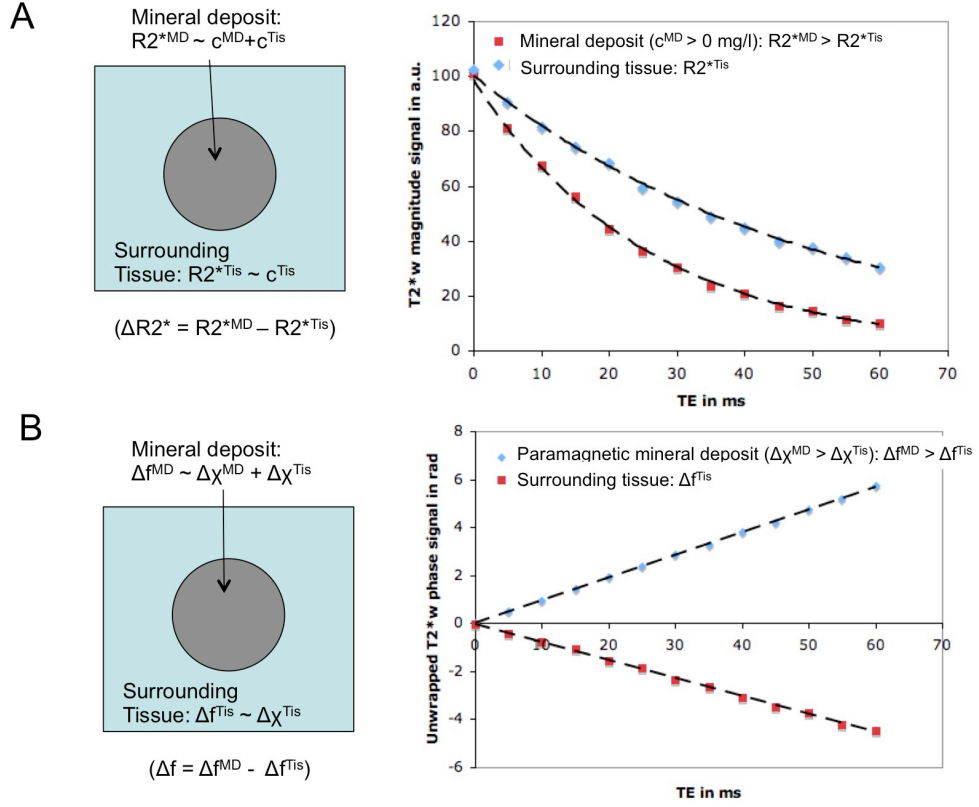 A
Mineral deposit:
R2*ᴹᴰ ~ cᴹᴰ+cᵀⁱˢ
Surrounding
Tissue: R2*ᵀⁱˢ ~ cᵀⁱˢ
(ΔR2* = R2*ᴹᴰ – R2*ᵀⁱˢ)
T2*w magnitude signal in a.u.
120
100
80
60
40
20
0
Mineral deposit (cᴹᴰ > 0 mg/l): R2*ᴹᴰ > R2*ᵀⁱˢ
Surrounding tissue: R2*ᵀⁱˢ
0 10 20 30 40 50 60 70
TE in ms
B
Mineral deposit:
Δfᴹᴰ ~ Δχᴹᴰ + Δχᵀⁱˢ
Surrounding
Tissue: Δfᵀⁱˢ ~ Δχᵀⁱˢ
(Δf = Δfᴹᴰ - Δfᵀⁱˢ)
Unwrapped T2*w phase signal in rad
8
6
4
2
0
-2
-4
-6
Paramagnetic mineral deposit (Δχᴹᴰ > Δχᵀⁱˢ): Δfᴹᴰ > Δfᵀⁱˢ
Surrounding tissue: Δfᵀⁱˢ
0 10 20 30 40 50 60 70
TE in ms